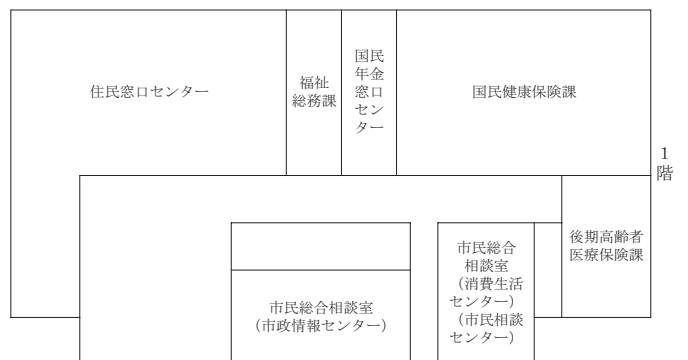 住民窓口センター
福祉
総務課
国民
年金
窓口
セン
ター
国民健康保険課
1
階
後期高齢者
医療保険課
市民総合相談室
（市政情報センター）
市民総合
相談室
（消費生活
センター）
（市民相談
センター）